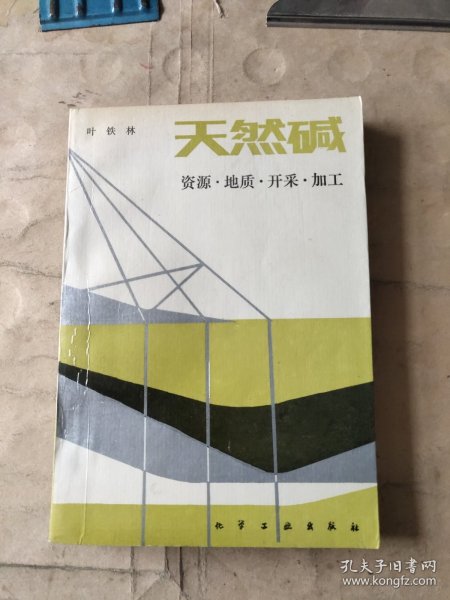 叶铁林
天然碱
资源·地质·开采·加工
化学工业出版社
孔夫子旧书网
www.kongfz.com